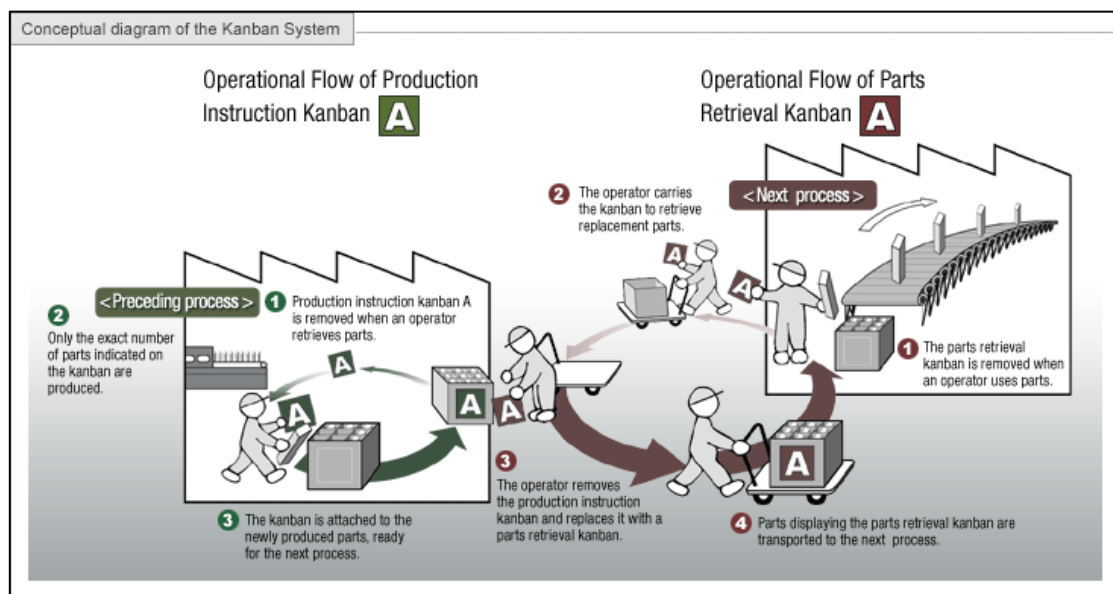 Conceptual diagram of the Kanban System
Operational Flow of Production
Instruction Kanban A
Operational Flow of Parts
Retrieval Kanban A
2 The operator carries
the kanban to retrieve
replacement parts.
< Next process >
A
A
< Preceding process >
1 Production instruction kanban A
is removed when an operator
retrieves parts.
2
Only the exact number
of parts indicated on
the kanban are
produced.
1 The parts retrieval
kanban is removed when
an operator uses parts.
A
A
A
A
A
3
The operator removes
the production instruction
kanban and replaces it with a
parts retrieval kanban.
3 The kanban is attached to the
newly produced parts, ready
for the next process.
4 Parts displaying the parts retrieval kanban are
transported to the next process.